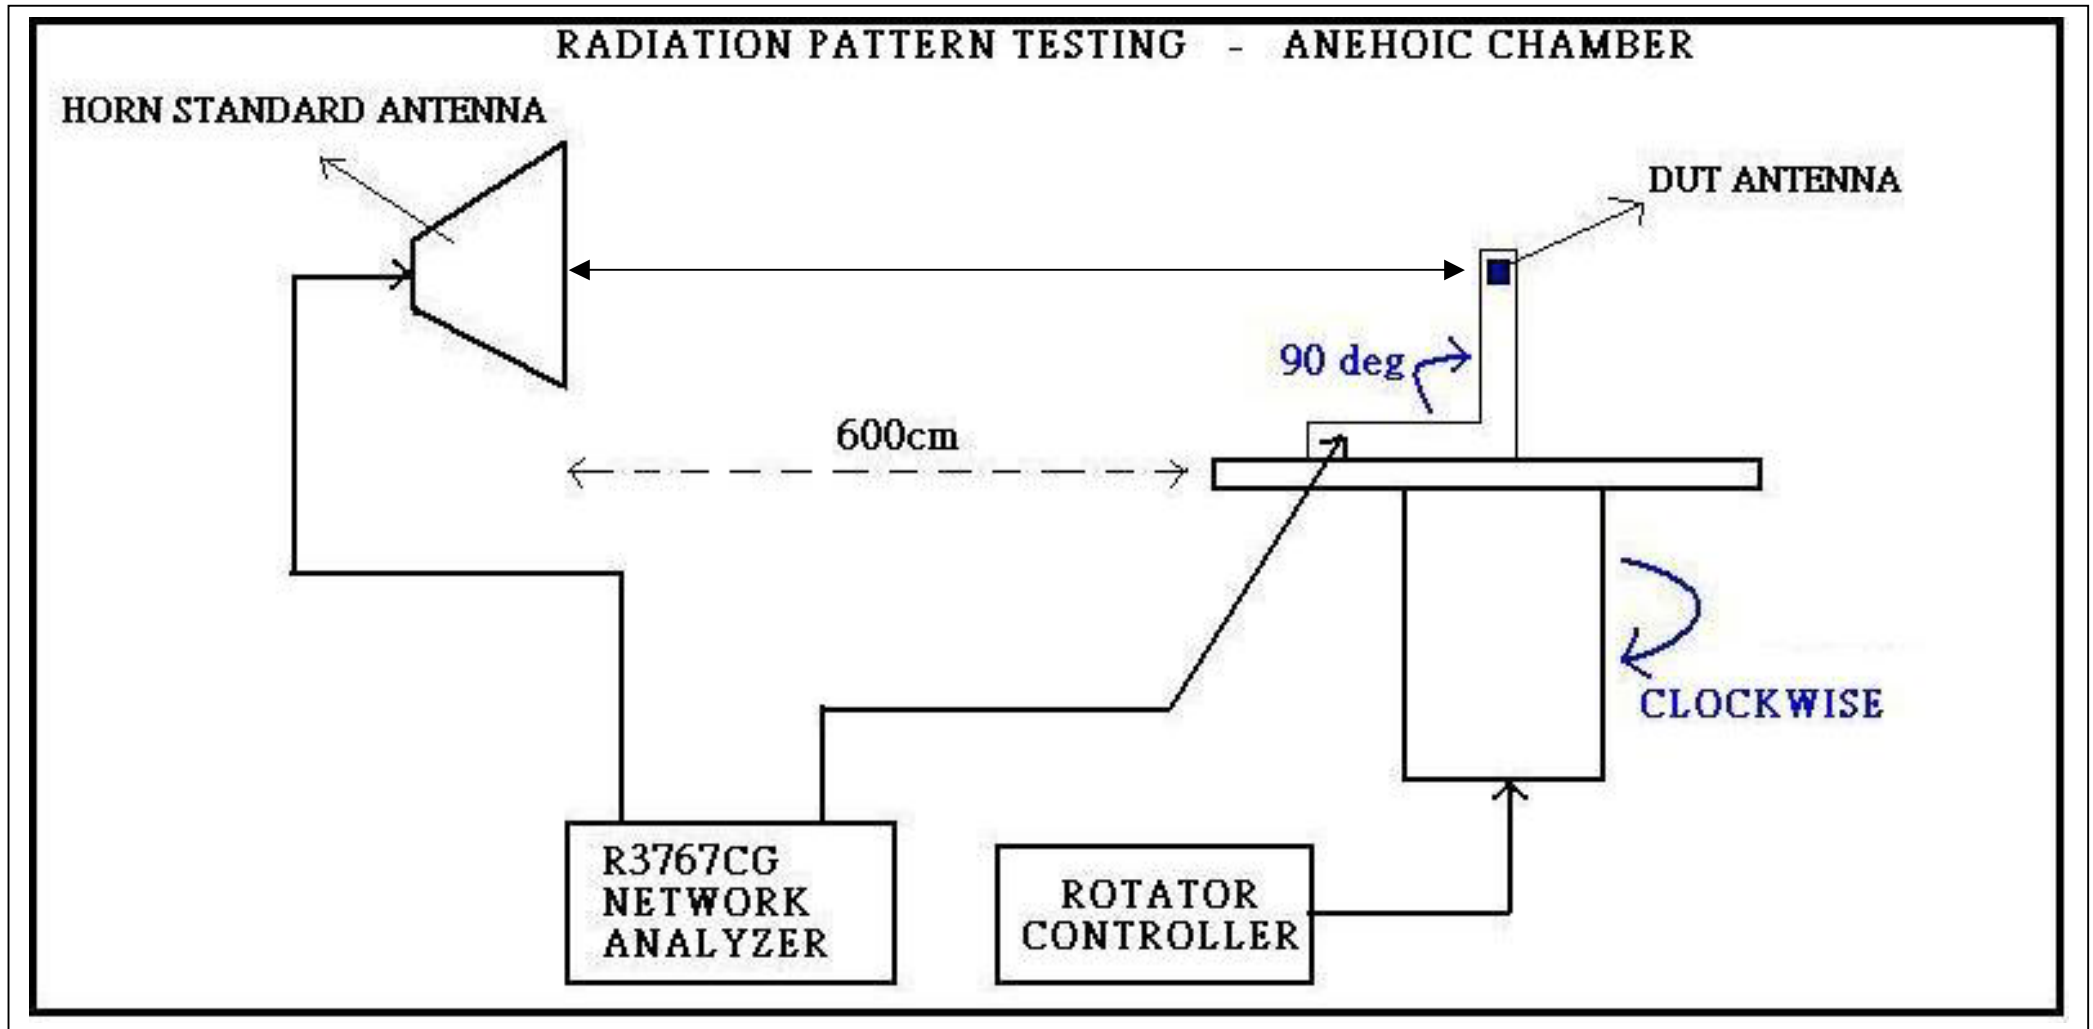 RADIATION PATTERN TESTING - ANEHOIC CHAMBER
HORN STANDARD ANTENNA
DUT ANTENNA
90 deg
600cm
CLOCKWISE
R3767CG
NETWORK
ANALYZER
ROTATOR
CONTROLLER